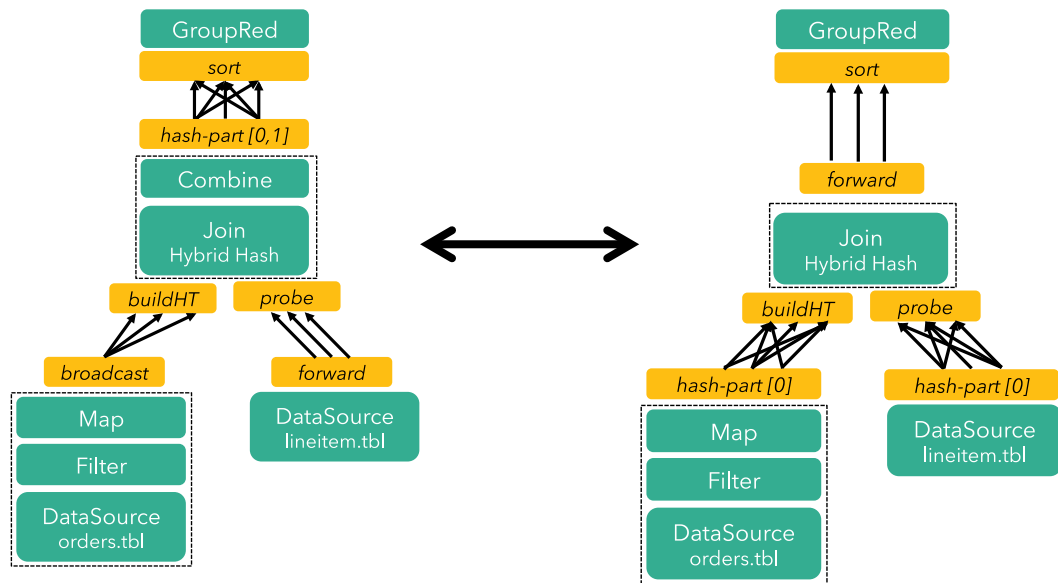 GroupRed
sort
hash-part [0,1]
Combine
Join
Hybrid Hash
buildHT
probe
broadcast
forward
Map
Filter
DataSource
orders.tbl
DataSource
lineitem.tbl
GroupRed
sort
forward
Join
Hybrid Hash
buildHT
probe
hash-part [0]
hash-part [0]
Map
Filter
DataSource
orders.tbl
DataSource
lineitem.tbl